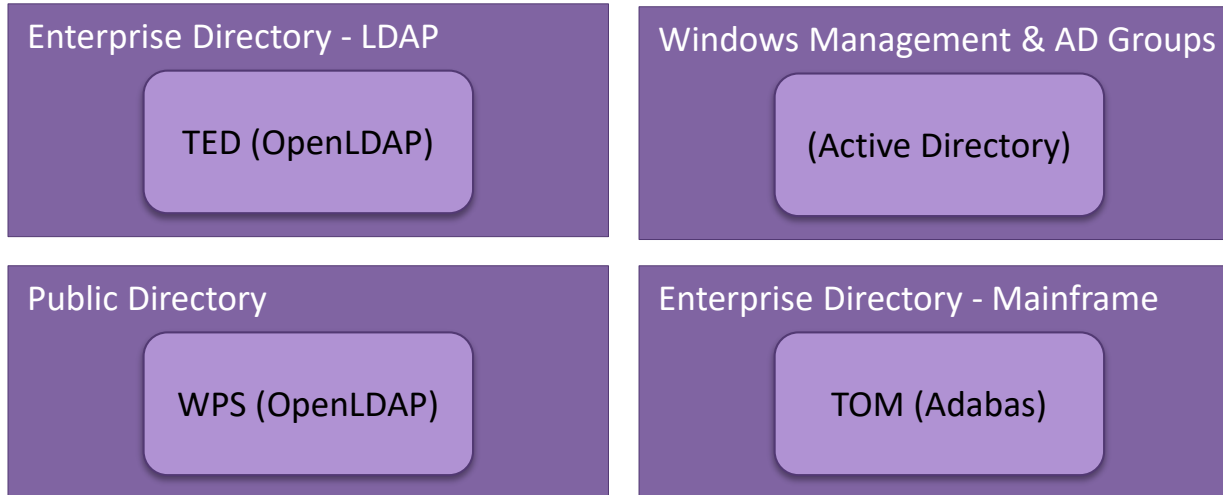 Enterprise Directory - LDAP
TED (OpenLDAP)
Windows Management & AD Groups
(Active Directory)
Public Directory
WPS (OpenLDAP)
Enterprise Directory - Mainframe
TOM (Adabas)